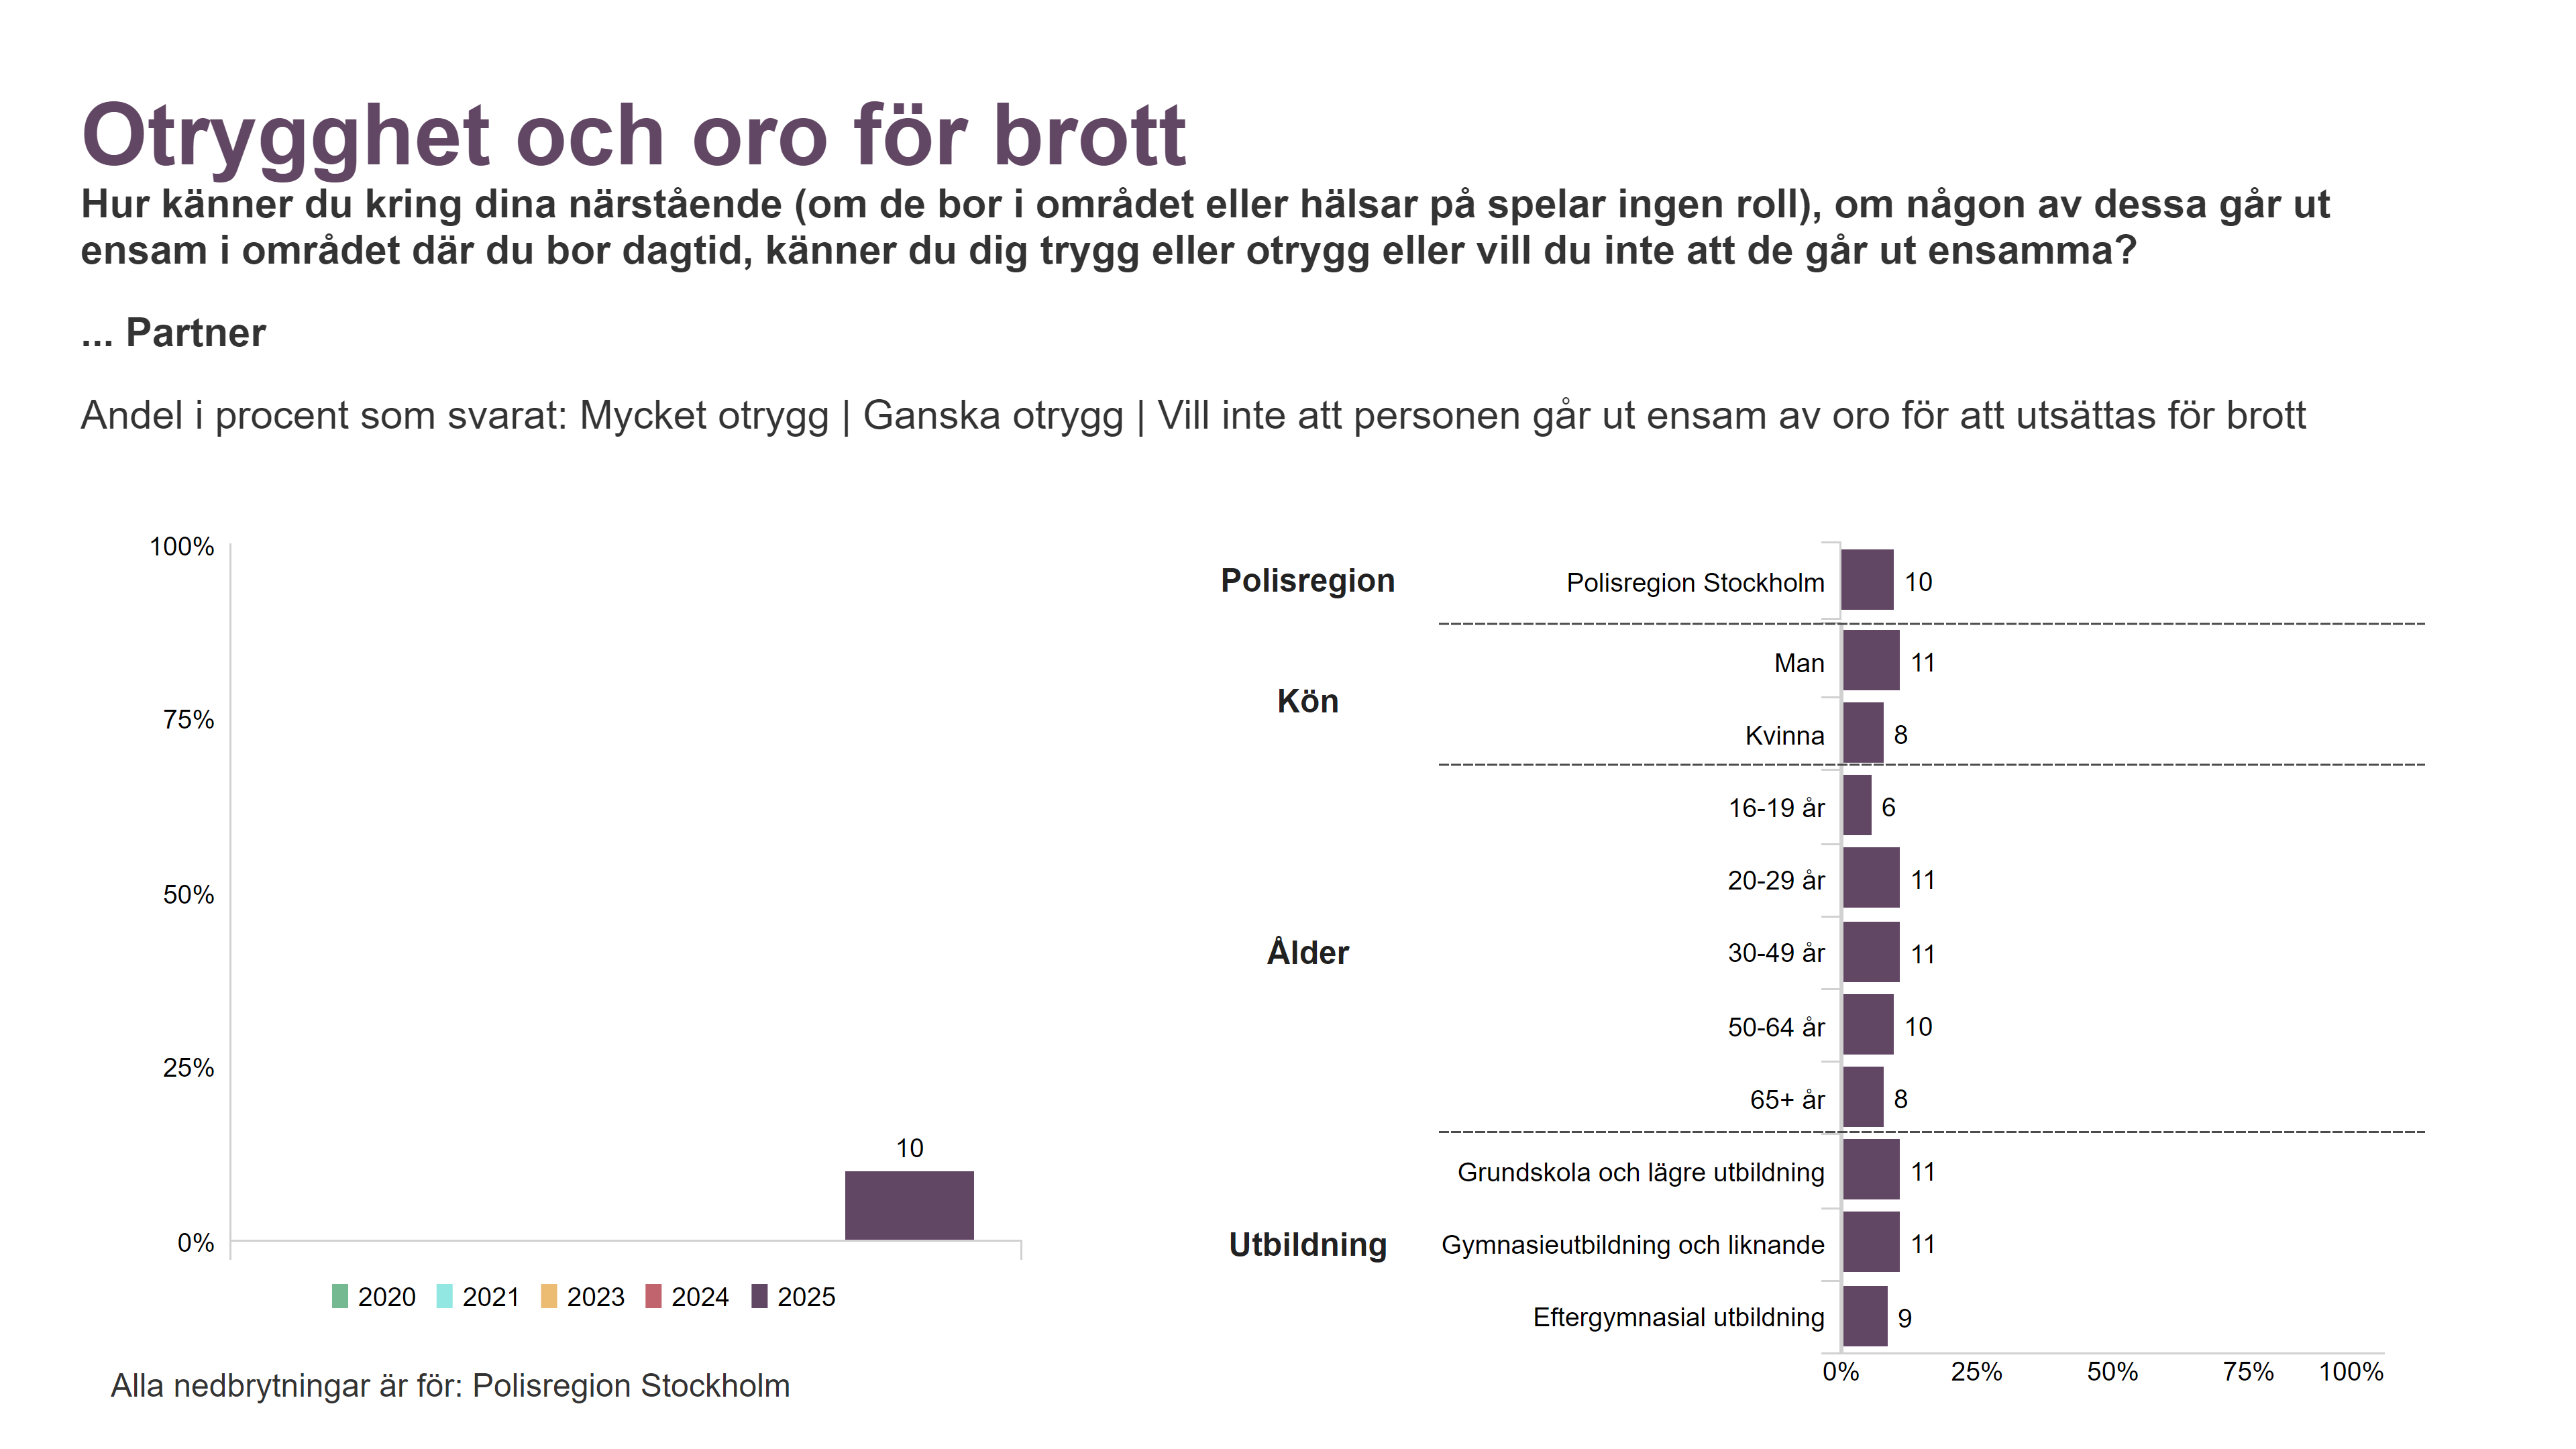 Otrygghet och oro för brott
Hur känner du kring dina närstående (om de bor i området eller hälsar på spelar ingen roll), om någon av dessa går ut
ensam i området där du bor dagtid, känner du dig trygg eller otrygg eller vill du inte att de går ut ensamma?
... Partner
Andel i procent som svarat: Mycket otrygg | Ganska otrygg | Vill inte att personen går ut ensam av oro för att utsättas för brott
100%
75%
50%
25%
0%
10
2020 2021 2023 2024 2025
Alla nedbrytningar är för: Polisregion Stockholm
Polisregion
Polisregion Stockholm 10
Kön
Man 11
Kvinna 8
Ålder
16-19 år 6
20-29 år 11
30-49 år 11
50-64 år 10
65+ år 8
Utbildning
Grundskola och lägre utbildning 11
Gymnasieutbildning och liknande 11
Eftergymnasial utbildning 9
0% 25% 50% 75% 100%